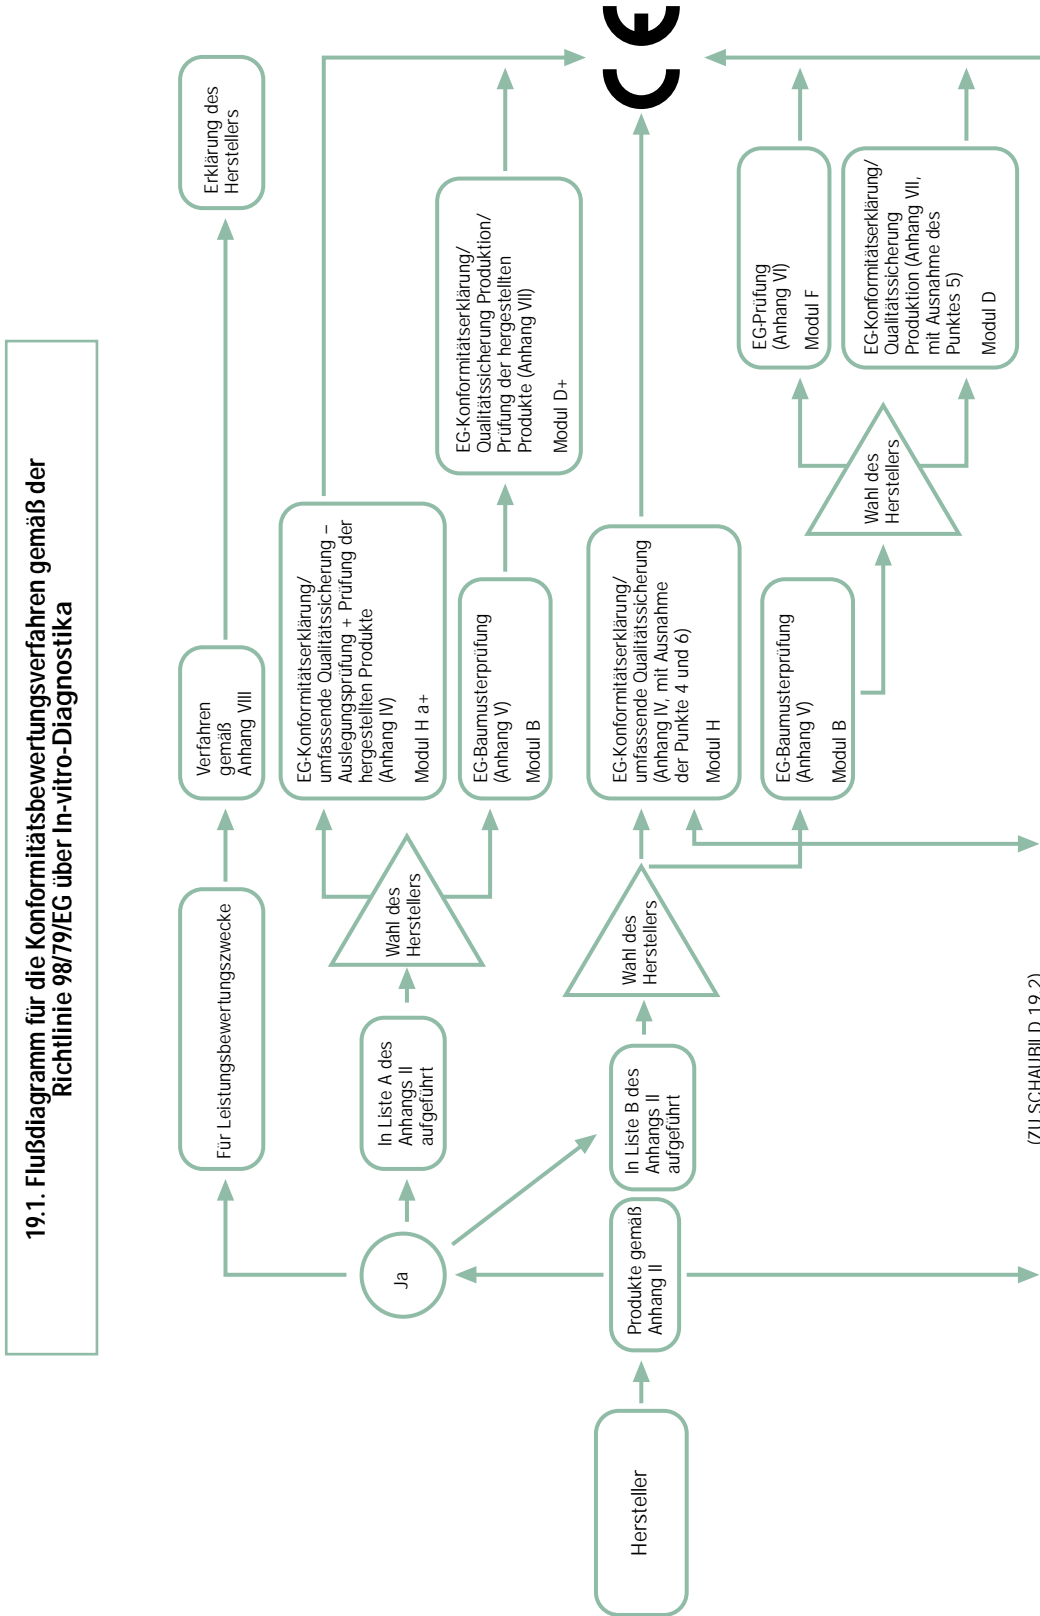 19.1. Flußdiagramm für die Konformitätsbewertungsverfahren gemäß der
Richtlinie 98/79/EG über In-vitro-Diagnostika
Hersteller
Produkte gemäß
Anhang II
Ja
Für Leistungsbewertungszwecke
Verfahren
gemäß
Anhang VIII
Erklärung des
Herstellers
In Liste A des
Anhangs II
aufgeführt
Wahl des
Herstellers
EG-Konformitätserklärung/
umfassende Qualitätssicherung –
Auslegungsprüfung + Prüfung der
hergestellten Produkte
(Anhang IV)
Modul H a+
EG-Baumusterprüfung
(Anhang V)
Modul B
EG-Konformitätserklärung/
Qualitätssicherung Produktion/
Prüfung der hergestellten
Produkte (Anhang VII)
Modul D+
In Liste B des
Anhangs II
aufgeführt
Wahl des
Herstellers
EG-Konformitätserklärung/
umfassende Qualitätssicherung
(Anhang IV, mit Ausnahme
der Punkte 4 und 6)
Modul H
EG-Baumusterprüfung
(Anhang V)
Modul B
Wahl des
Herstellers
EG-Prüfung
(Anhang VI)
Modul F
EG-Konformitätserklärung/
Qualitätssicherung
Produktion (Anhang VII,
mit Ausnahme des
Punktes 5)
Modul D
CE
(ZU SCHAUBILD 19.2)